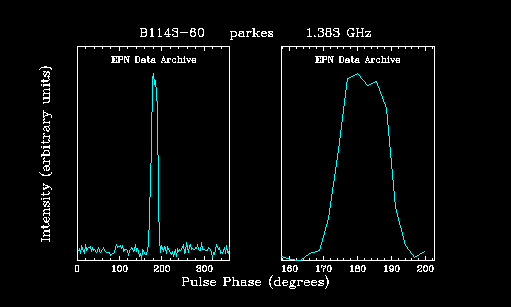 B1143-60 parkes 1.383 GHz
EPN Data Archive EPN Data Archive
Intensity (arbitrary units)
0 100 200 300 160 170 180 190 200
Pulse Phase (degrees)